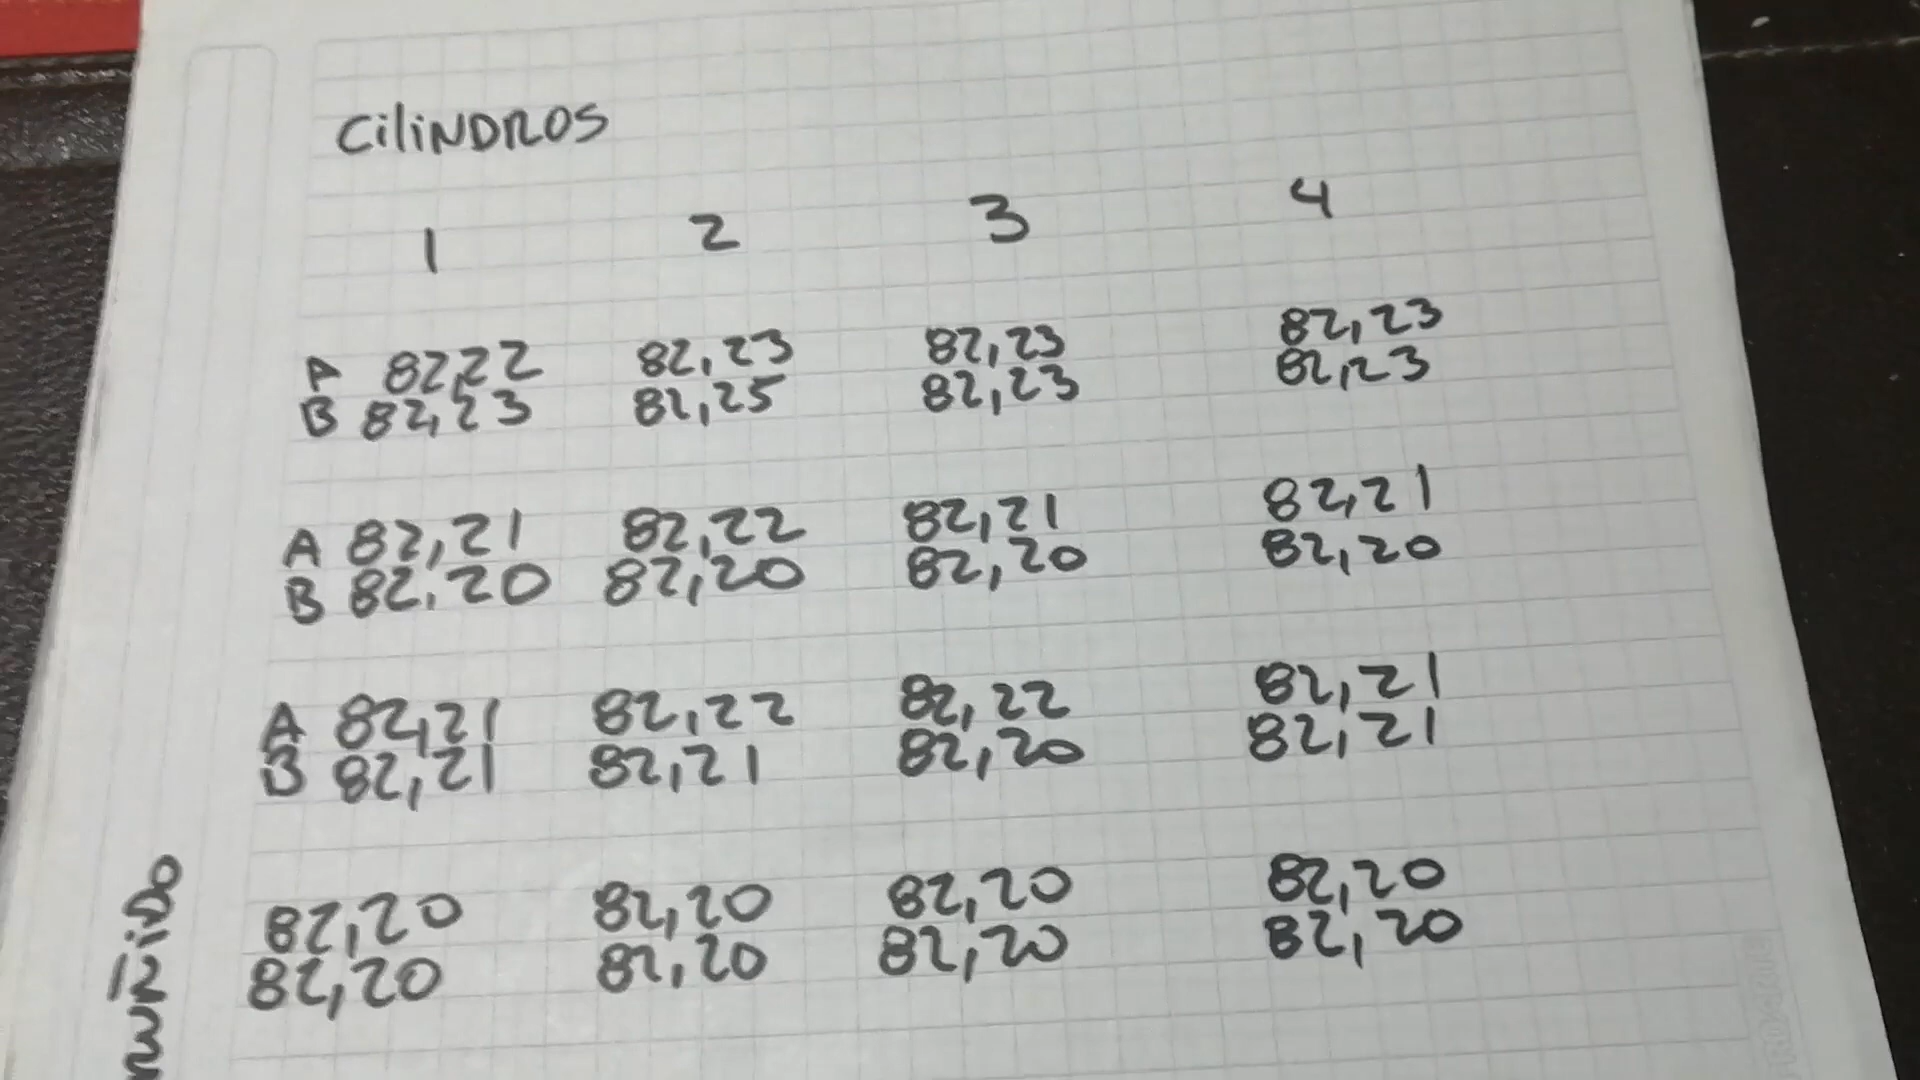 CiliNDROS
1 2 3 4
A 82,22 82,23 82,23 82,23
B 82,23 82,25 82,23 82,23
A 82,21 82,22 82,21 82,21
B 82,20 82,20 82,20 82,20
A 82,21 82,22 82,22 82,21
B 82,21 82,21 82,20 82,21
82,20 82,20 82,20 82,20
82,20 82,20 82,20 82,20